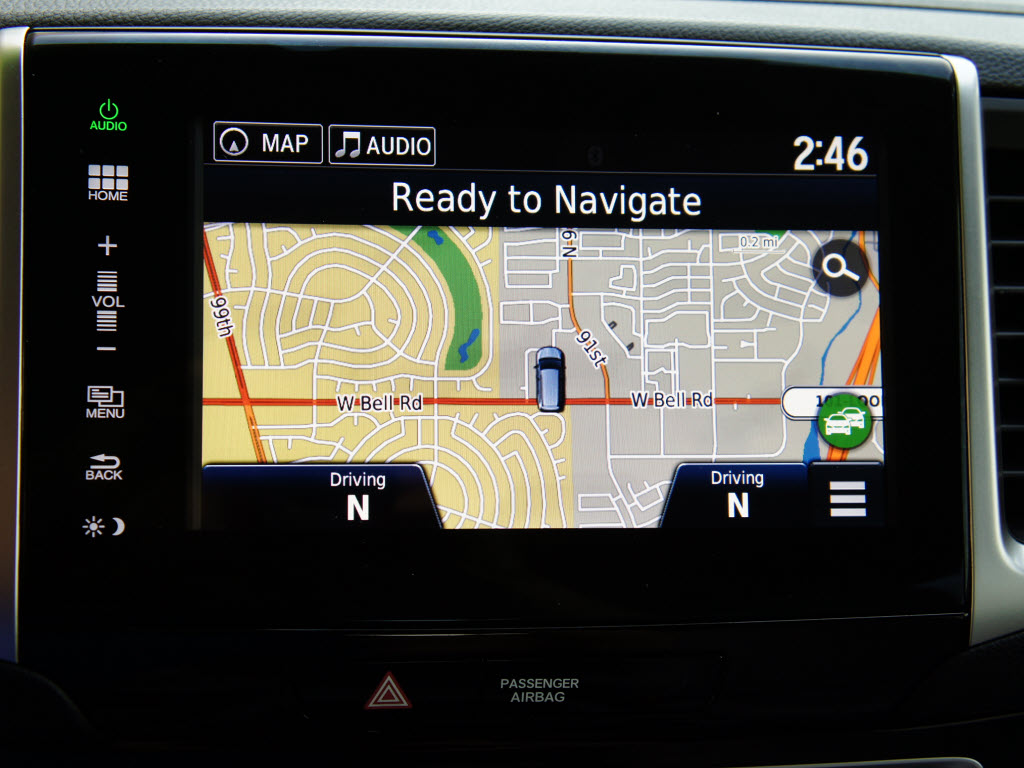 AUDIO
HOME
+
VOL
−
MENU
BACK
MAP
AUDIO
2:46
Ready to Navigate
0.2 mi
99th
91st
W Bell Rd
W Bell Rd
Driving
N
Driving
N
PASSENGER
AIRBAG